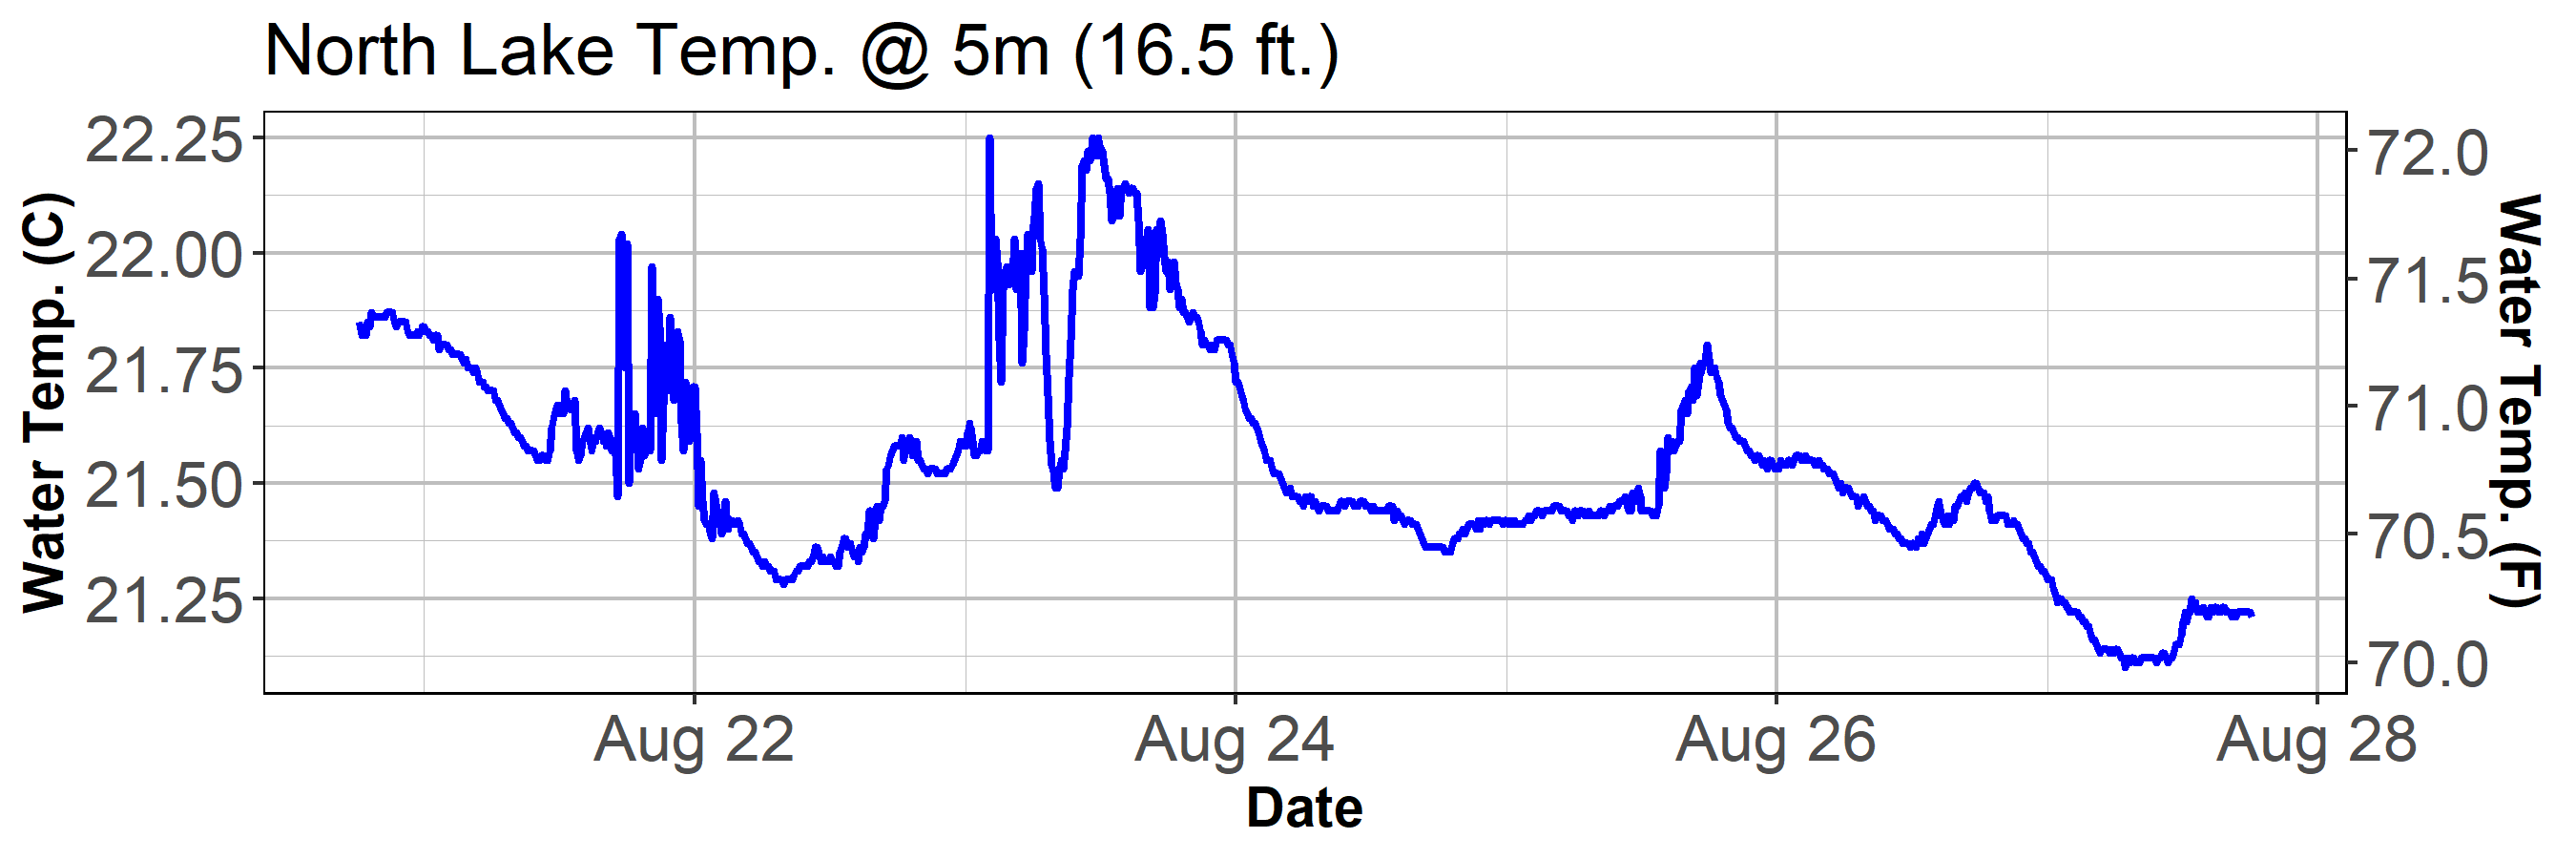 North Lake Temp. @ 5m (16.5 ft.)
Water Temp. (C)
22.25
22.00
21.75
21.50
21.25
72.0
71.5
71.0
70.5
70.0
Water Temp. (F)
Aug 22
Aug 24
Aug 26
Aug 28
Date